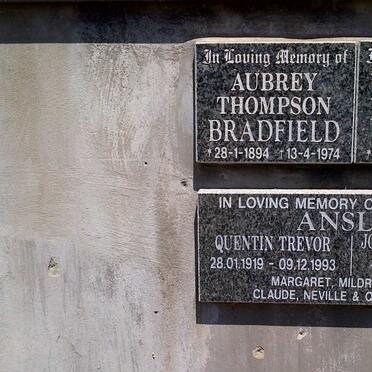 In Loving Memory of
AUBREY
THOMPSON
BRADFIELD
*28-1-1894 †13-4-1974
IN LOVING MEMORY O
ANSL
QUENTIN TREVOR
28.01.1919 - 09.12.1993
MARGARET, MILDR
CLAUDE, NEVILLE &